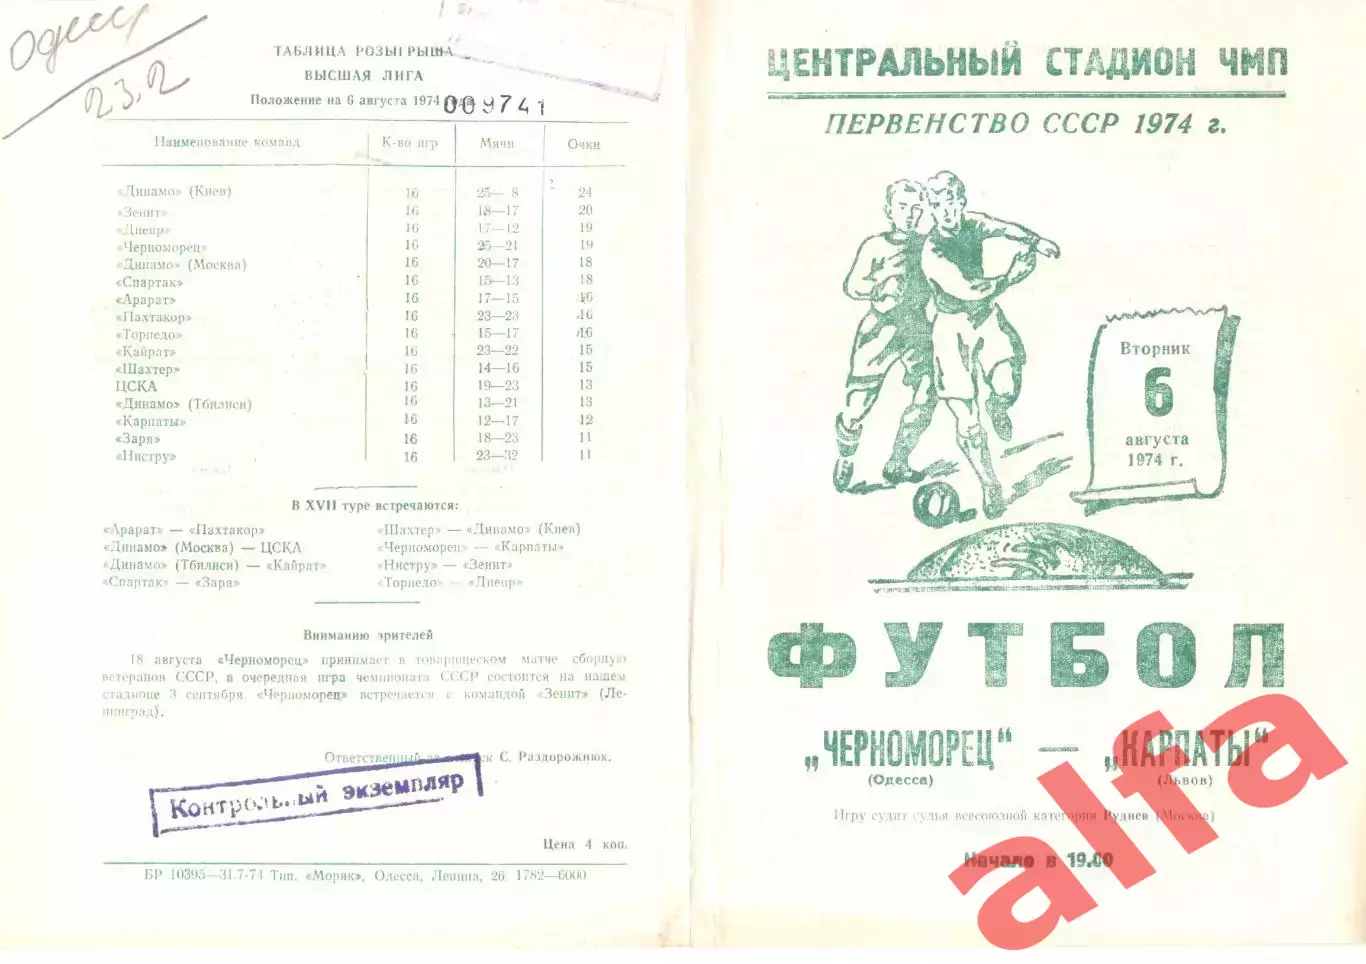 Одесс
23.2
ТАБЛИЦА РОЗЫГРЫША
ВЫСШАЯ ЛИГА
Положение на 6 августа 1974 года
009741
Наименование команд К-во игр Мячи Очки
«Динамо» (Киев) 16 25— 8 24
«Зенит» 16 18—17 20
«Днепр» 16 17—12 19
«Черноморец» 16 25—21 19
«Динамо» (Москва) 16 20—17 18
«Спартак» 16 15—13 18
«Арарат» 16 17—15 16
«Пахтакор» 16 23—23 16
«Торпедо» 16 15—17 16
«Кайрат» 16 23—22 15
«Шахтер» 16 14—16 15
ЦСКА 16 19—23 13
«Динамо» (Тбилиси) 16 13—21 13
«Карпаты» 16 12—17 12
«Заря» 16 18—23 11
«Нистру» 16 23—32 11
В XVII туре встречаются:
«Арарат» — «Пахтакор»
«Динамо» (Москва) — ЦСКА
«Динамо» (Тбилиси) — «Кайрат»
«Спартак» — «Заря»
«Шахтер» — «Динамо» (Киев)
«Черноморец» — «Карпаты»
«Нистру» — «Зенит»
«Торпедо» — «Днепр»
Вниманию зрителей
18 августа «Черноморец» принимает в товарищеском матче сборную
ветеранов СССР, а очередная игра чемпионата СССР состоится на нашем
стадионе 3 сентября. «Черноморец» встречается с командой «Зенит» (Ле-
нинград).
Ответственный за выпуск С. Раздорожнюк.
Контрольный экземпляр
Цена 4 коп.
БР 10395—31.7-74 Тип. «Моряк», Одесса, Ленина, 26 1782—6000
ЦЕНТРАЛЬНЫЙ СТАДИОН ЧМП
ПЕРВЕНСТВО СССР 1974 г.
Вторник
6
августа
1974 г.
ФУТБОЛ
„ЧЕРНОМОРЕЦ“ — „КАРПАТЫ“
(Одесса) (Львов)
Игру судит судья всесоюзной категории Руднев (Москва)
Начало в 19.00
alfa